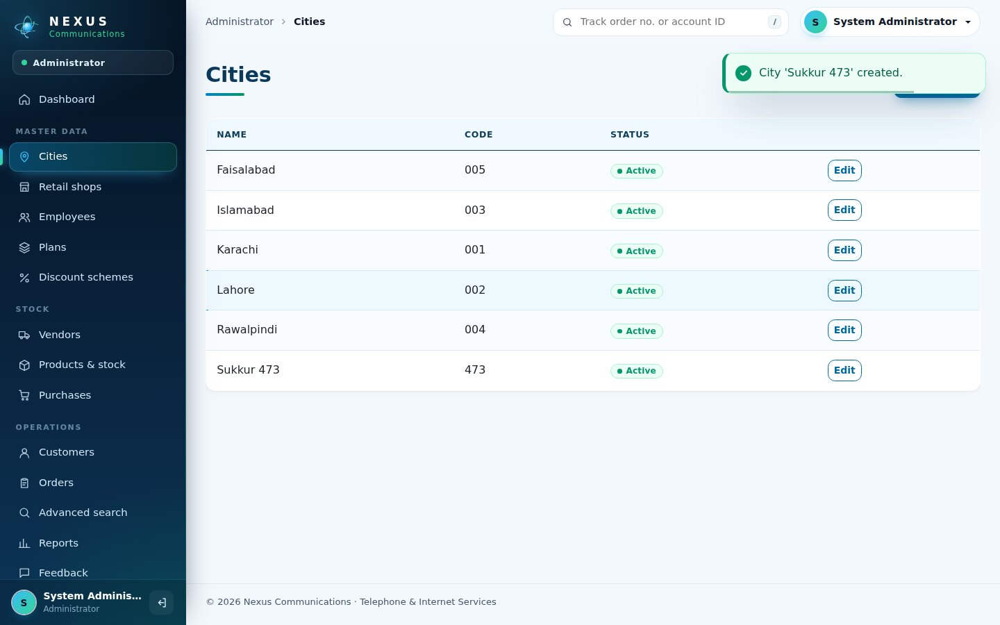 NEXUS
Communications
Administrator
Dashboard
MASTER DATA
Cities
Retail shops
Employees
Plans
Discount schemes
STOCK
Vendors
Products & stock
Purchases
OPERATIONS
Customers
Orders
Advanced search
Reports
Feedback
S
System Adminis...
Administrator
Administrator > Cities
Track order no. or account ID
/
S
System Administrator
Cities
City 'Sukkur 473' created.
NAME CODE STATUS
Faisalabad 005 Active Edit
Islamabad 003 Active Edit
Karachi 001 Active Edit
Lahore 002 Active Edit
Rawalpindi 004 Active Edit
Sukkur 473 473 Active Edit
© 2026 Nexus Communications · Telephone & Internet Services